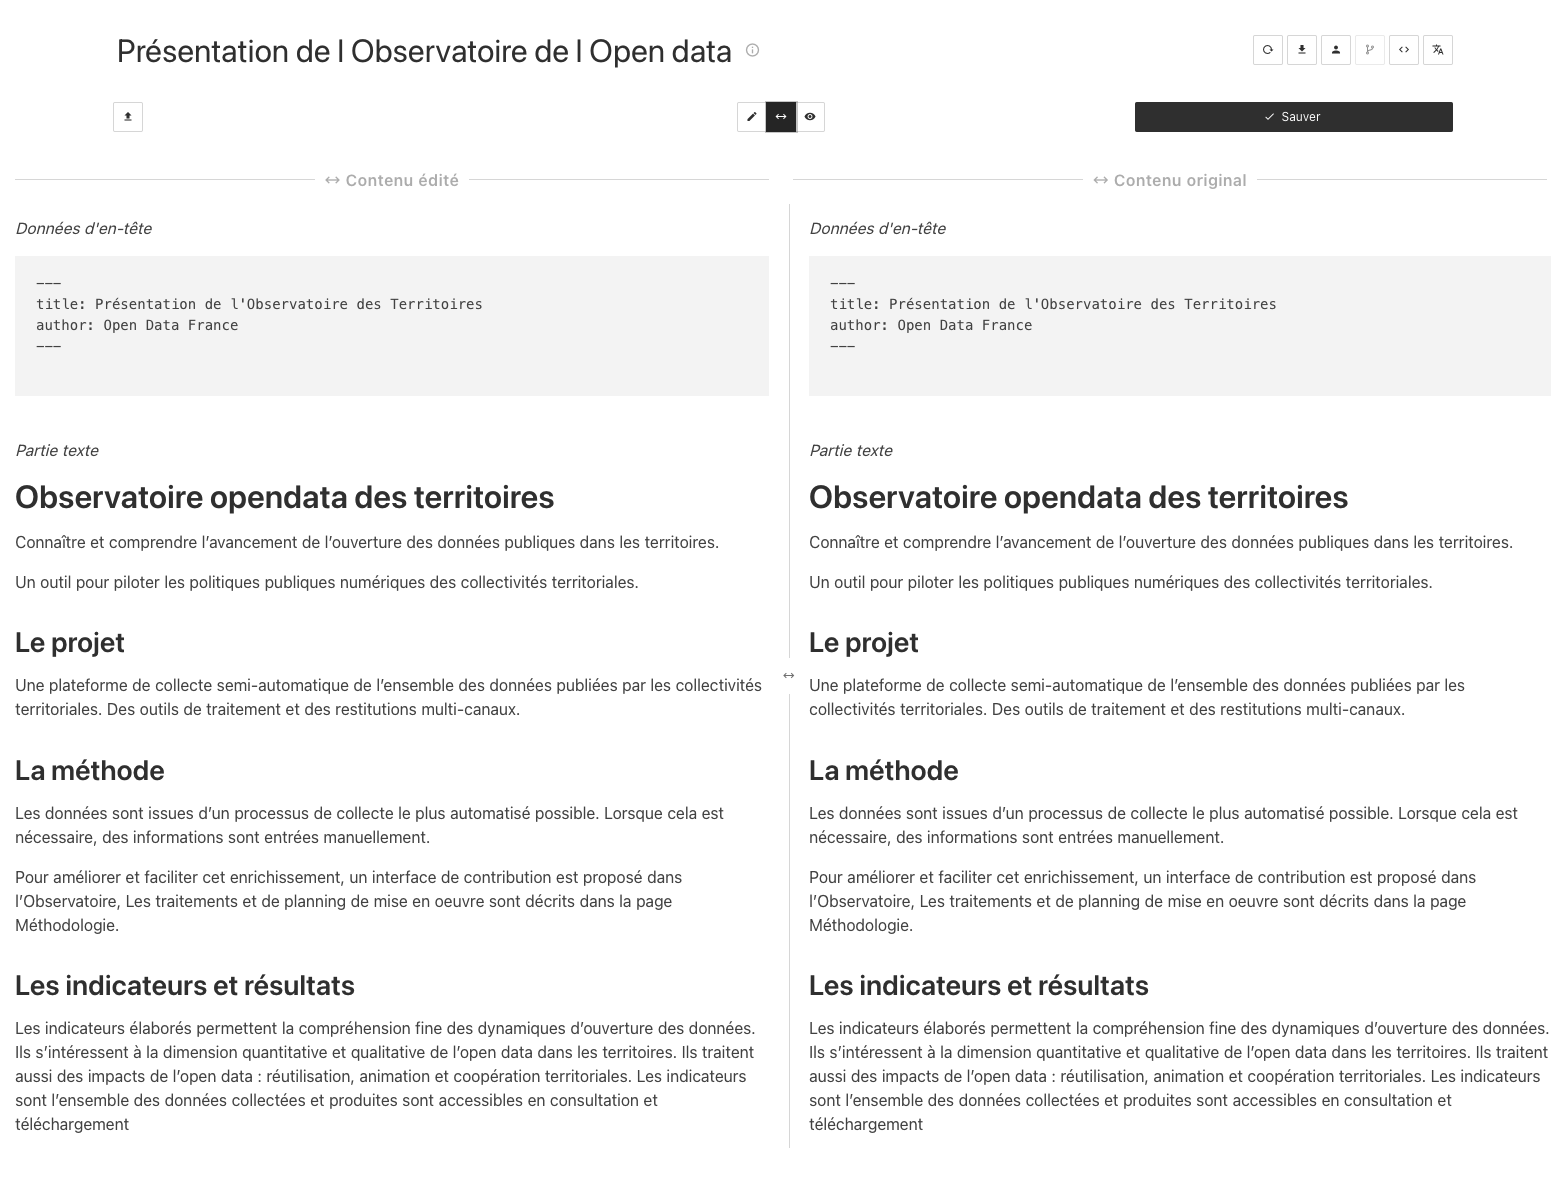 Présentation de l Observatoire de l Open data
Sauver
Contenu édité
Données d'en-tête
---
title: Présentation de l'Observatoire des Territoires
author: Open Data France
---
Partie texte
Observatoire opendata des territoires
Connaître et comprendre l’avancement de l’ouverture des données publiques dans les territoires.
Un outil pour piloter les politiques publiques numériques des collectivités territoriales.
Le projet
Une plateforme de collecte semi-automatique de l’ensemble des données publiées par les collectivités
territoriales. Des outils de traitement et des restitutions multi-canaux.
La méthode
Les données sont issues d’un processus de collecte le plus automatisé possible. Lorsque cela est
nécessaire, des informations sont entrées manuellement.
Pour améliorer et faciliter cet enrichissement, un interface de contribution est proposé dans
l’Observatoire, Les traitements et de planning de mise en oeuvre sont décrits dans la page
Méthodologie.
Les indicateurs et résultats
Les indicateurs élaborés permettent la compréhension fine des dynamiques d’ouverture des données.
Ils s’intéressent à la dimension quantitative et qualitative de l’open data dans les territoires. Ils traitent
aussi des impacts de l’open data : réutilisation, animation et coopération territoriales. Les indicateurs
sont l’ensemble des données collectées et produites sont accessibles en consultation et
téléchargement
Contenu original
Données d'en-tête
---
title: Présentation de l'Observatoire des Territoires
author: Open Data France
---
Partie texte
Observatoire opendata des territoires
Connaître et comprendre l’avancement de l’ouverture des données publiques dans les territoires.
Un outil pour piloter les politiques publiques numériques des collectivités territoriales.
Le projet
Une plateforme de collecte semi-automatique de l’ensemble des données publiées par les
collectivités territoriales. Des outils de traitement et des restitutions multi-canaux.
La méthode
Les données sont issues d’un processus de collecte le plus automatisé possible. Lorsque cela est
nécessaire, des informations sont entrées manuellement.
Pour améliorer et faciliter cet enrichissement, un interface de contribution est proposé dans
l’Observatoire, Les traitements et de planning de mise en oeuvre sont décrits dans la page
Méthodologie.
Les indicateurs et résultats
Les indicateurs élaborés permettent la compréhension fine des dynamiques d’ouverture des données.
Ils s’intéressent à la dimension quantitative et qualitative de l’open data dans les territoires. Ils traitent
aussi des impacts de l’open data : réutilisation, animation et coopération territoriales. Les indicateurs
sont l’ensemble des données collectées et produites sont accessibles en consultation et
téléchargement